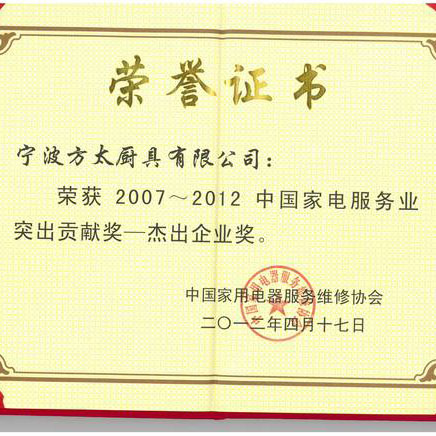 荣誉证书
宁波方太厨具有限公司：
荣获 2007～2012 中国家电服务业
突出贡献奖—杰出企业奖。
中国家用电器服务维修协会
二〇一二年四月十七日